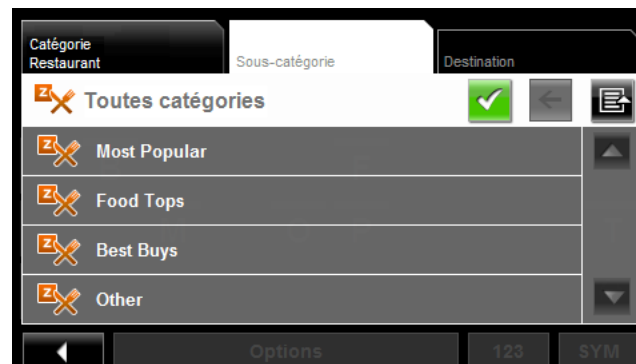 Catégorie
Restaurant
Sous-catégorie
Destination
Toutes catégories
Most Popular
Food Tops
Best Buys
Other
Options
123
SYM